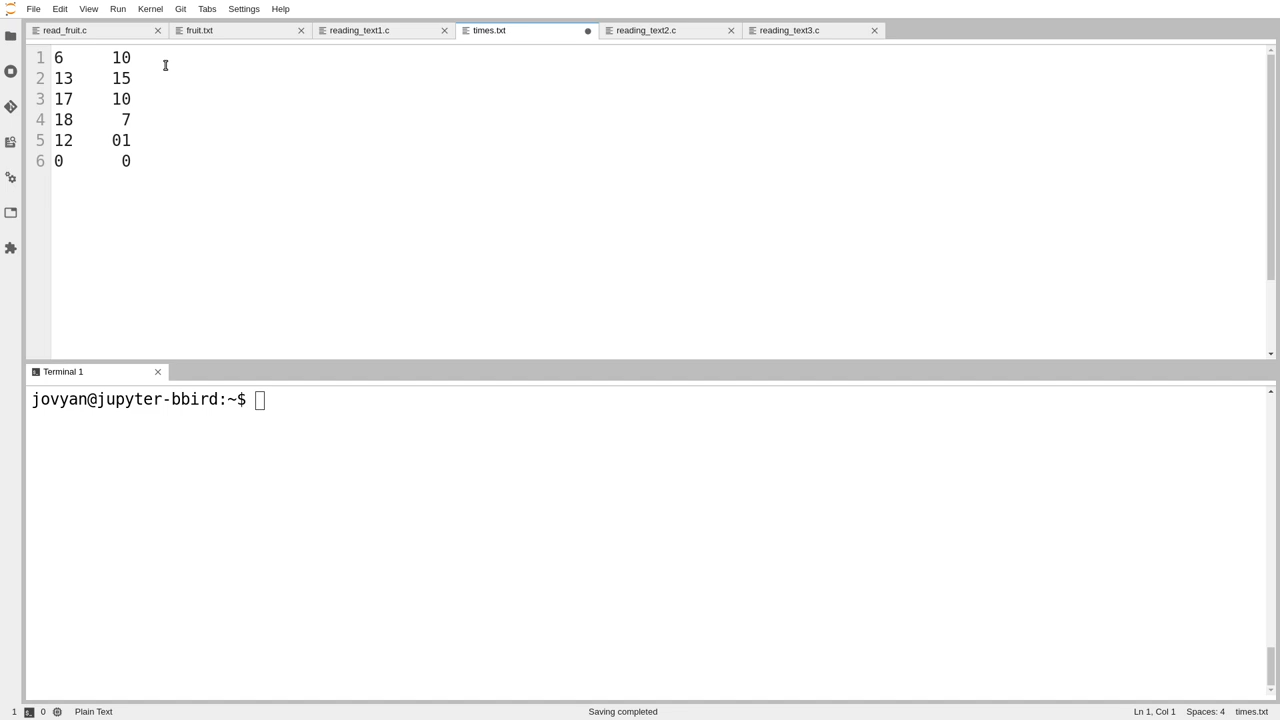 File Edit View Run Kernel Git Tabs Settings Help
read_fruit.c fruit.txt reading_text1.c times.txt reading_text2.c reading_text3.c
1 6     10
2 13    15
3 17    10
4 18     7
5 12    01
6 0      0
Terminal 1
jovyan@jupyter-bbird:~$
1 0 Plain Text Saving completed Ln 1, Col 1 Spaces: 4 times.txt